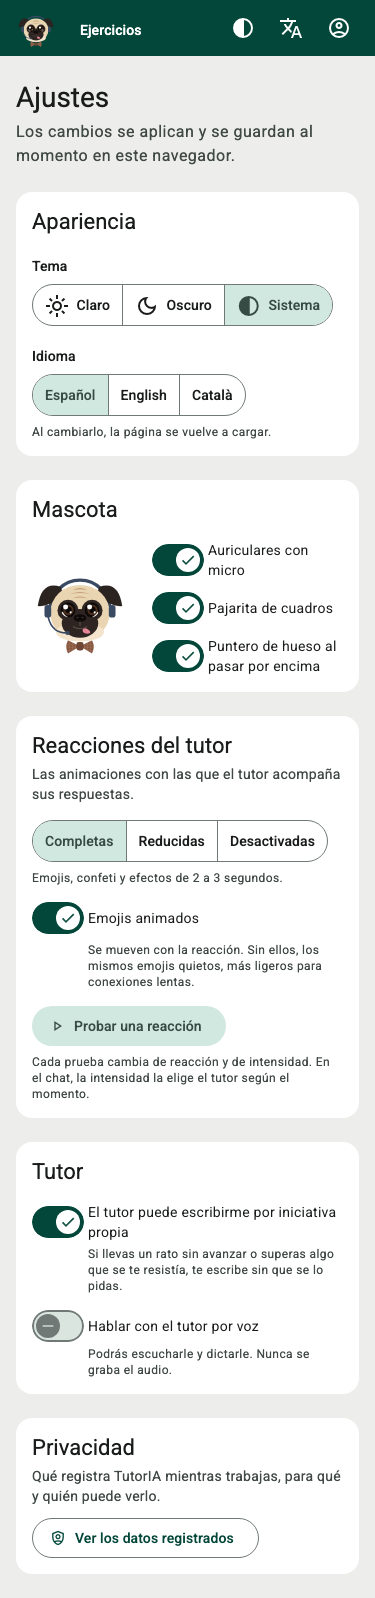 Ejercicios
Ajustes
Los cambios se aplican y se guardan al
momento en este navegador.
Apariencia
Tema
Claro
Oscuro
Sistema
Idioma
Español
English
Català
Al cambiarlo, la página se vuelve a cargar.
Mascota
Auriculares con
micro
Pajarita de cuadros
Puntero de hueso al
pasar por encima
Reacciones del tutor
Las animaciones con las que el tutor acompaña
sus respuestas.
Completas
Reducidas
Desactivadas
Emojis, confeti y efectos de 2 a 3 segundos.
Emojis animados
Se mueven con la reacción. Sin ellos, los
mismos emojis quietos, más ligeros para
conexiones lentas.
Probar una reacción
Cada prueba cambia de reacción y de intensidad. En
el chat, la intensidad la elige el tutor según el
momento.
Tutor
El tutor puede escribirme por iniciativa
propia
Si llevas un rato sin avanzar o superas algo
que se te resistía, te escribe sin que se lo
pidas.
Hablar con el tutor por voz
Podrás escucharle y dictarle. Nunca se
graba el audio.
Privacidad
Qué registra TutorIA mientras trabajas, para qué
y quién puede verlo.
Ver los datos registrados